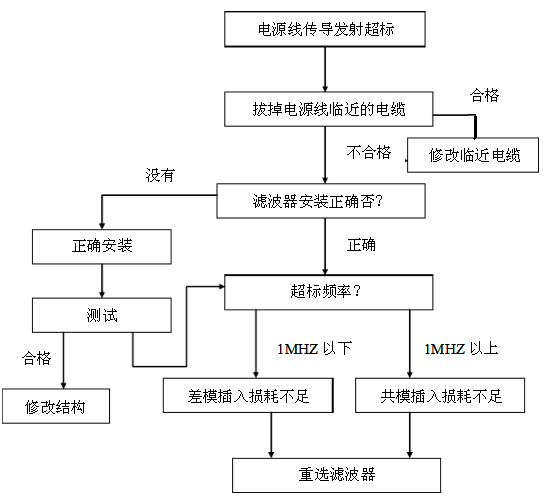 电源线传导发射超标
拔掉电源线临近的电缆
合格
不合格
修改临近电缆
没有
滤波器安装正确否？
正确安装
正确
超标频率？
测试
合格
1MHZ 以下
1MHZ 以上
修改结构
差模插入损耗不足
共模插入损耗不足
重选滤波器